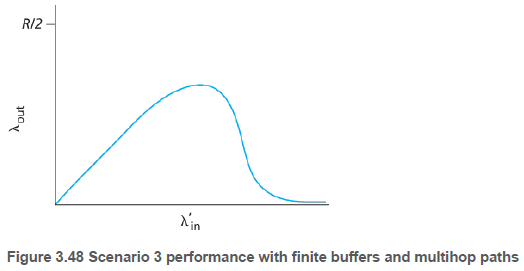 R/2
λout
λ′in
Figure 3.48 Scenario 3 performance with finite buffers and multihop paths